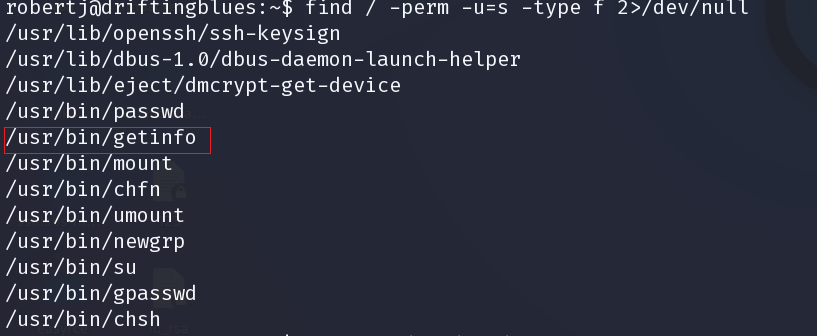 robertj@driftingblues:~$ find / -perm -u=s -type f 2>/dev/null
/usr/lib/openssh/ssh-keysign
/usr/lib/dbus-1.0/dbus-daemon-launch-helper
/usr/lib/eject/dmcrypt-get-device
/usr/bin/passwd
/usr/bin/getinfo
/usr/bin/mount
/usr/bin/chfn
/usr/bin/umount
/usr/bin/newgrp
/usr/bin/su
/usr/bin/gpasswd
/usr/bin/chsh